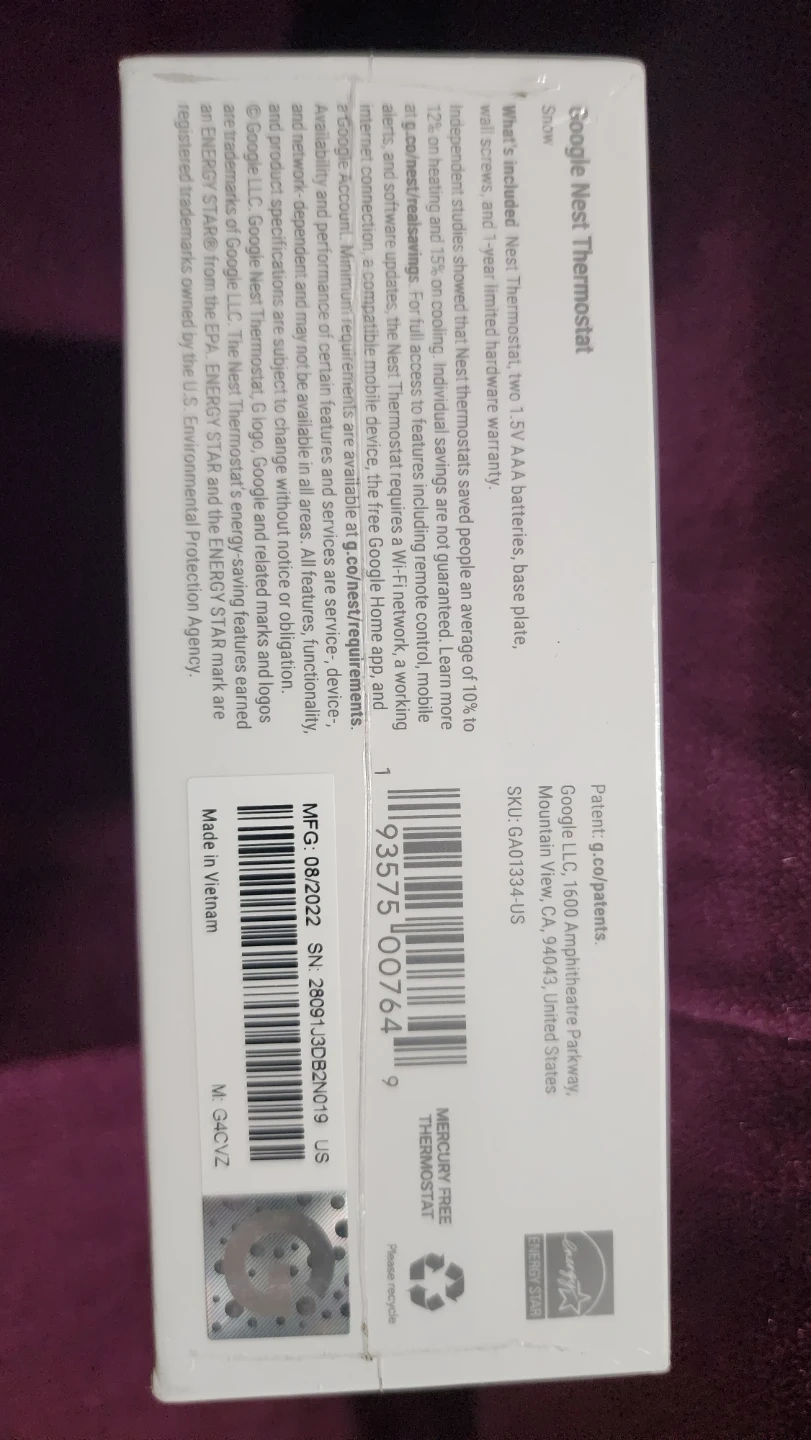 Google Nest Thermostat
Snow
What's included Nest Thermostat, two 1.5V AAA batteries, base plate,
wall screws, and 1-year limited hardware warranty.
Independent studies showed that Nest thermostats saved people an average of 10% to
12% on heating and 15% on cooling. Individual savings are not guaranteed. Learn more
at g.co/nest/realsavings. For full access to features including remote control, mobile
alerts, and software updates, the Nest Thermostat requires a Wi-Fi network, a working
internet connection, a compatible mobile device, the free Google Home app, and
a Google Account. Minimum requirements are available at g.co/nest/requirements.
Availability and performance of certain features and services are service-, device-,
and network-dependent and may not be available in all areas. All features, functionality,
and product specifications are subject to change without notice or obligation.
© Google LLC. Google Nest Thermostat, G logo, Google and related marks and logos
are trademarks of Google LLC. The Nest Thermostat's energy-saving features earned
an ENERGY STAR® from the EPA. ENERGY STAR and the ENERGY STAR mark are
registered trademarks owned by the U.S. Environmental Protection Agency.
Patent: g.co/patents.
Google LLC, 1600 Amphitheatre Parkway,
Mountain View, CA, 94043, United States
SKU: GA01334-US
1 93575 00764 9
MFG: 08/2022 SN: 28091J3DB2N019 US
Made in Vietnam M: G4CVZ
energy
ENERGY STAR
MERCURY FREE
THERMOSTAT
Please recycle